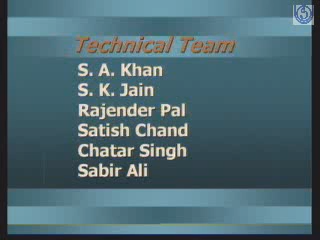 Technical Team
S. A. Khan
S. K. Jain
Rajender Pal
Satish Chand
Chatar Singh
Sabir Ali